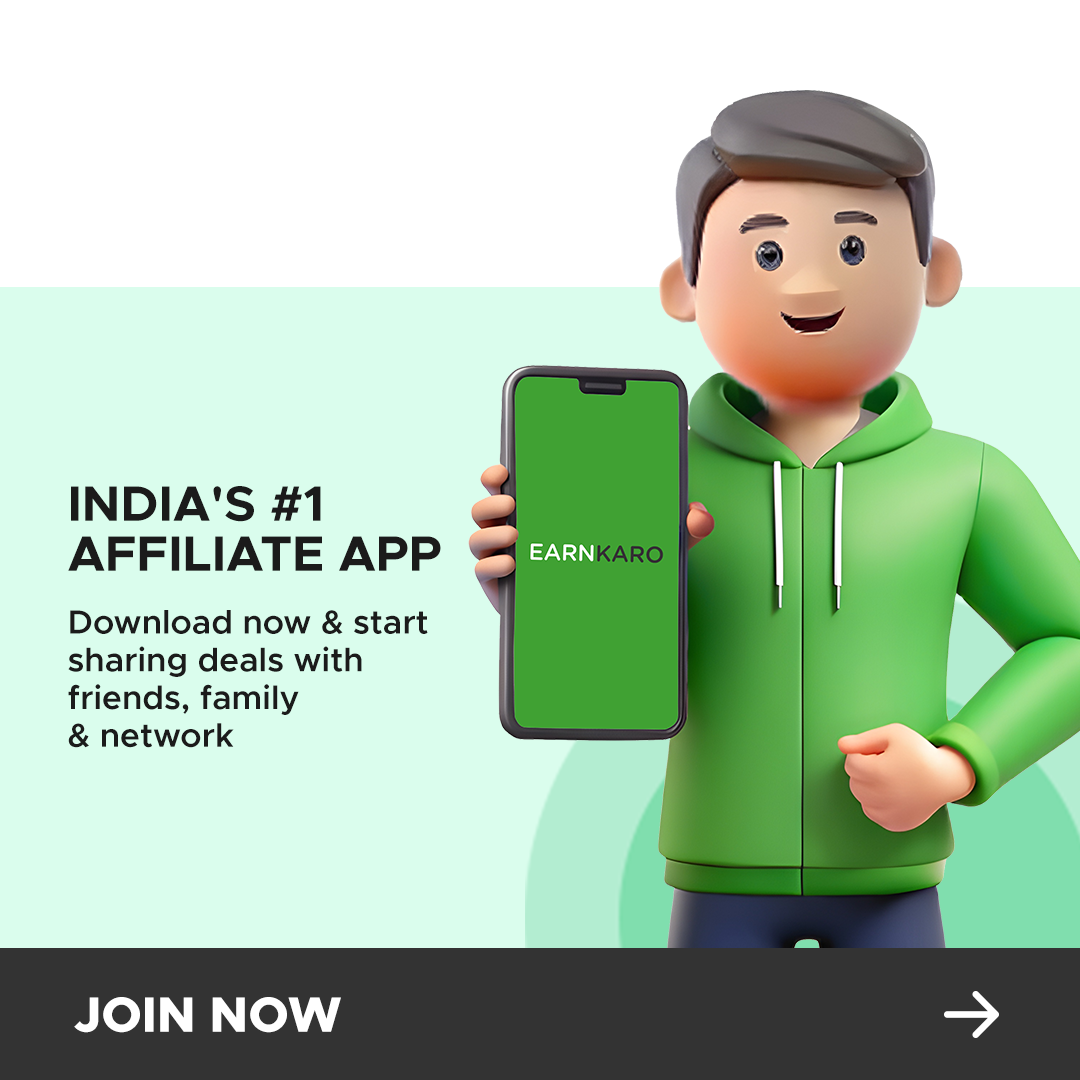 INDIA'S #1
AFFILIATE APP
Download now & start
sharing deals with
friends, family
& network
EARNKARO
JOIN NOW